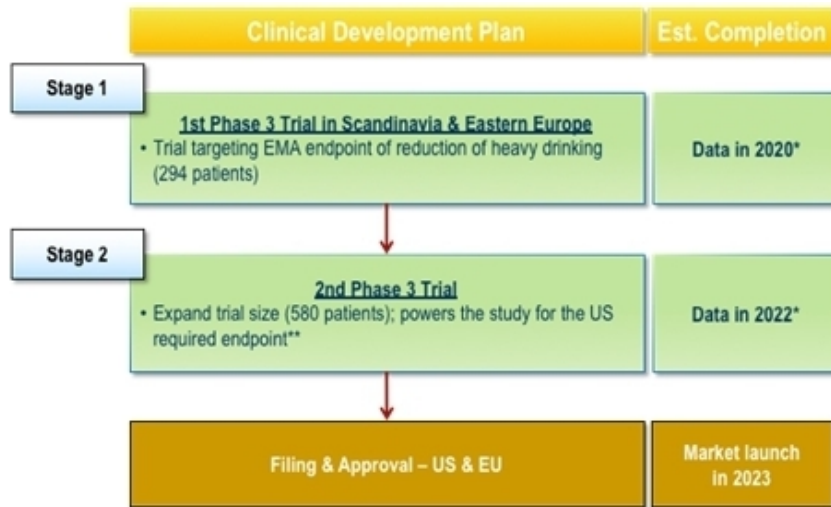 Clinical Development Plan
Est. Completion
Stage 1
1st Phase 3 Trial in Scandinavia & Eastern Europe
• Trial targeting EMA endpoint of reduction of heavy drinking
(294 patients)
Data in 2020*
Stage 2
2nd Phase 3 Trial
• Expand trial size (580 patients); powers the study for the US
required endpoint**
Data in 2022*
Filing & Approval – US & EU
Market launch
in 2023